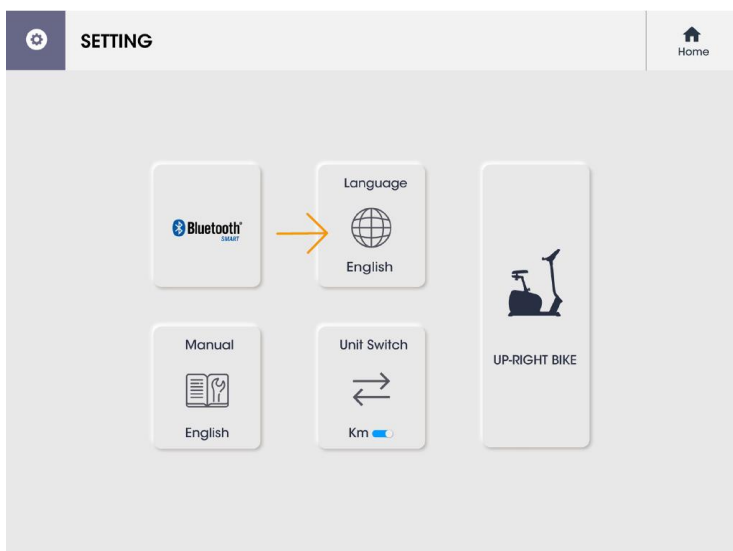 SETTING
Home
Bluetooth®
SMART
Language
English
Manual
English
Unit Switch
Km
UP-RIGHT BIKE